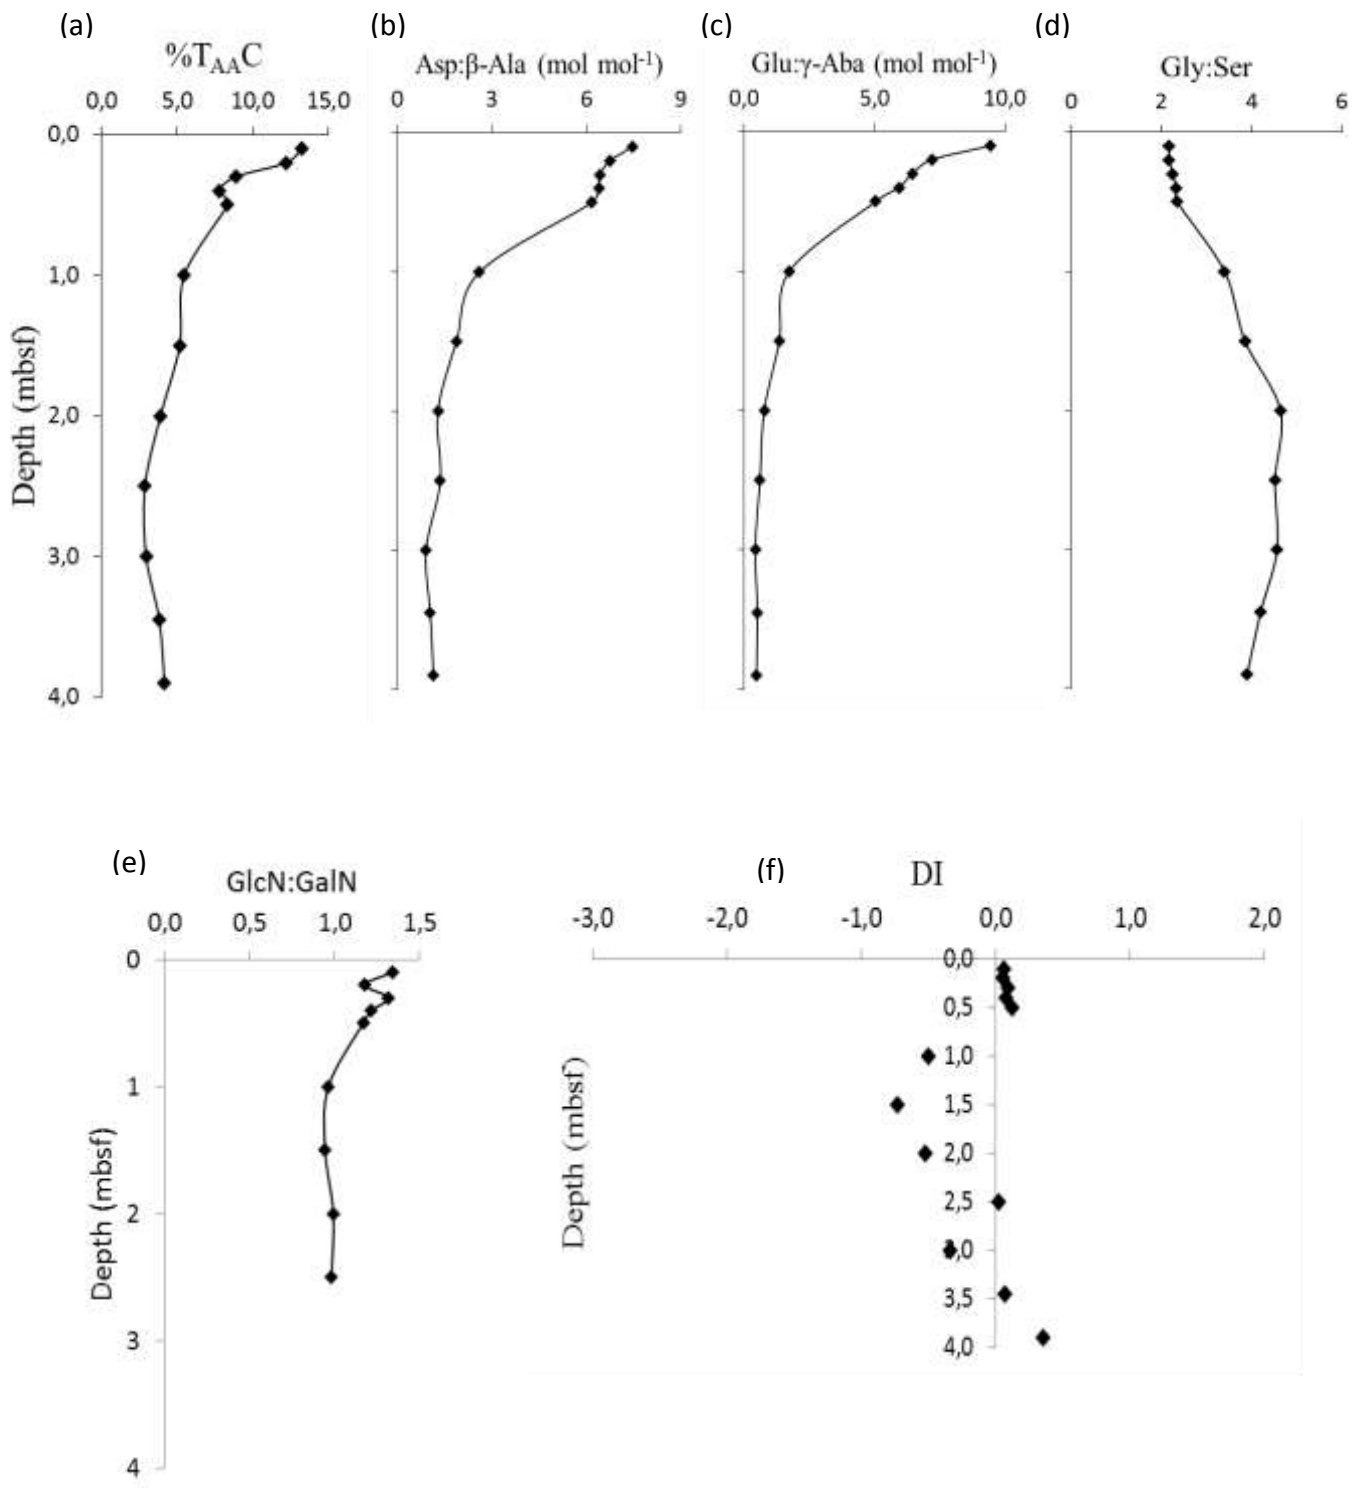 (a)
(b)
(c)
(d)
%T_AA C
Asp:β-Ala (mol mol⁻¹)
Glu:γ-Aba (mol mol⁻¹)
Gly:Ser
0,0 5,0 10,0 15,0
0 3 6 9
0,0 5,0 10,0
0 2 4 6
0,0
1,0
2,0
3,0
4,0
Depth (mbsf)
(e)
GlcN:GalN
0,0 0,5 1,0 1,5
0
1
2
3
4
Depth (mbsf)
(f)
DI
-3,0 -2,0 -1,0 0,0 1,0 2,0
0,0
0,5
1,0
1,5
2,0
2,5
3,0
3,5
4,0
Depth (mbsf)